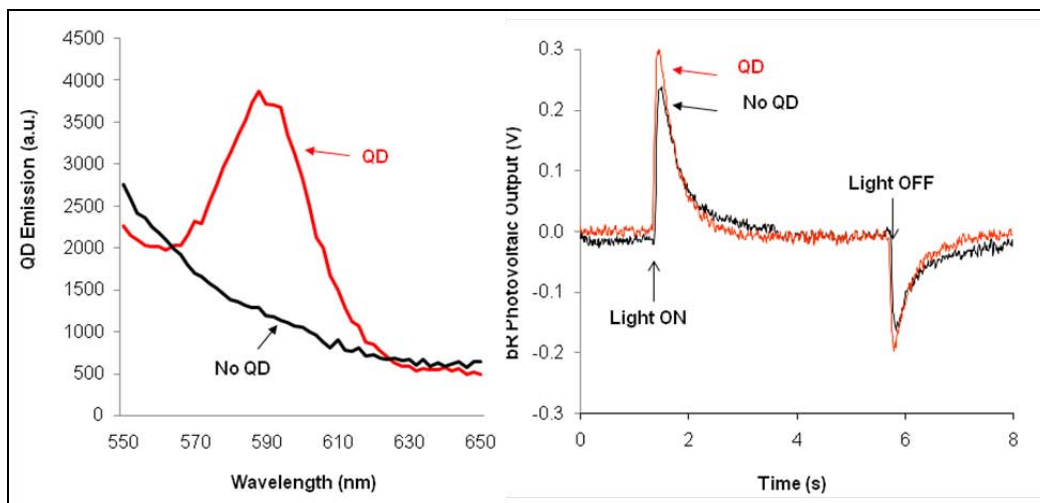 4500
4000
3500
3000
2500
2000
1500
1000
500
0
QD Emission (a.u.)
QD
No QD
550 570 590 610 630 650
Wavelength (nm)
0.3
0.2
0.1
0.0
-0.1
-0.2
-0.3
bR Photovoltaic Output (V)
QD
No QD
Light OFF
Light ON
0 2 4 6 8
Time (s)